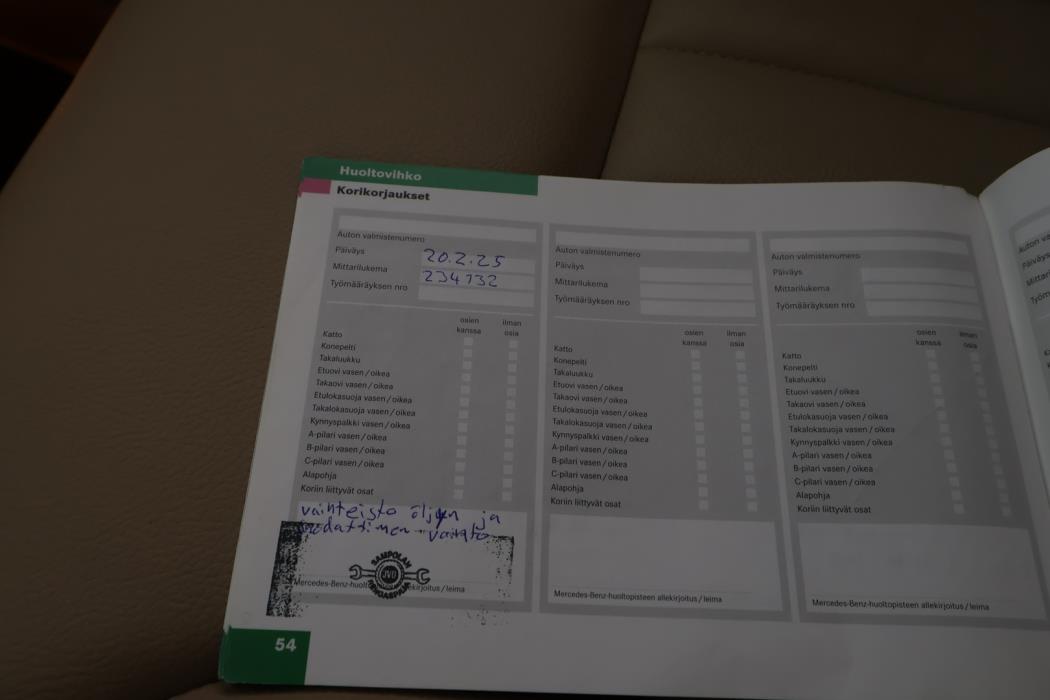 Huoltovihko
Korikorjaukset
Auton valmistenumero
Päiväys 20.2.25
Mittarilukema 234132
Työmääräyksen nro
osien kanssa
ilman osia
Katto
Konepelti
Takaluukku
Etuovi vasen / oikea
Takaovi vasen / oikea
Etulokasuoja vasen / oikea
Takalokasuoja vasen / oikea
Kynnyspalkki vasen / oikea
A-pilari vasen / oikea
B-pilari vasen / oikea
C-pilari vasen / oikea
Alapohja
Koriin liittyvät osat
vaihteisto öljyn ja
SAMPOLAN
JVU
RENGASPALVELU
Mercedes-Benz-huolto allekirjoitus / leima
Auton valmistenumero
Päiväys
Mittarilukema
Työmääräyksen nro
osien kanssa
ilman osia
Katto
Konepelti
Takaluukku
Etuovi vasen / oikea
Takaovi vasen / oikea
Etulokasuoja vasen / oikea
Takalokasuoja vasen / oikea
Kynnyspalkki vasen / oikea
A-pilari vasen / oikea
B-pilari vasen / oikea
C-pilari vasen / oikea
Alapohja
Koriin liittyvät osat
Mercedes-Benz-huoltopisteen allekirjoitus / leima
Auton valmistenumero
Päiväys
Mittarilukema
Työmääräyksen nro
osien kanssa
ilman osia
Katto
Konepelti
Takaluukku
Etuovi vasen / oikea
Takaovi vasen / oikea
Etulokasuoja vasen / oikea
Takalokasuoja vasen / oikea
Kynnyspalkki vasen / oikea
A-pilari vasen / oikea
B-pilari vasen / oikea
C-pilari vasen / oikea
Alapohja
Koriin liittyvät osat
Mercedes-Benz-huoltopisteen allekirjoitus / leima
54